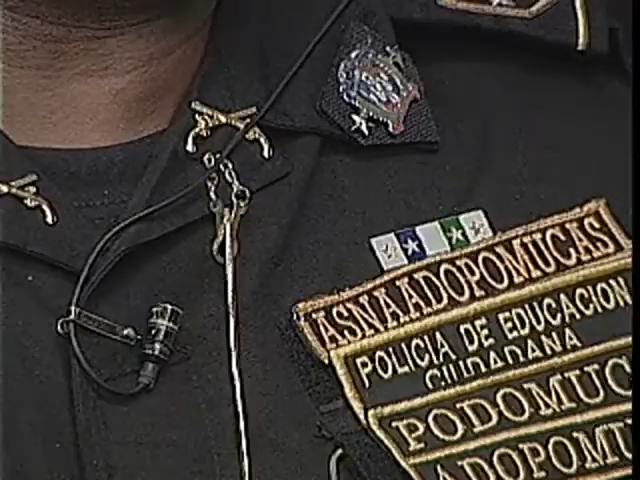 ASNAADOPOMUCAS
POLICIA DE EDUCACION
CIUDADANA
PODOMUC
ADOPOMU